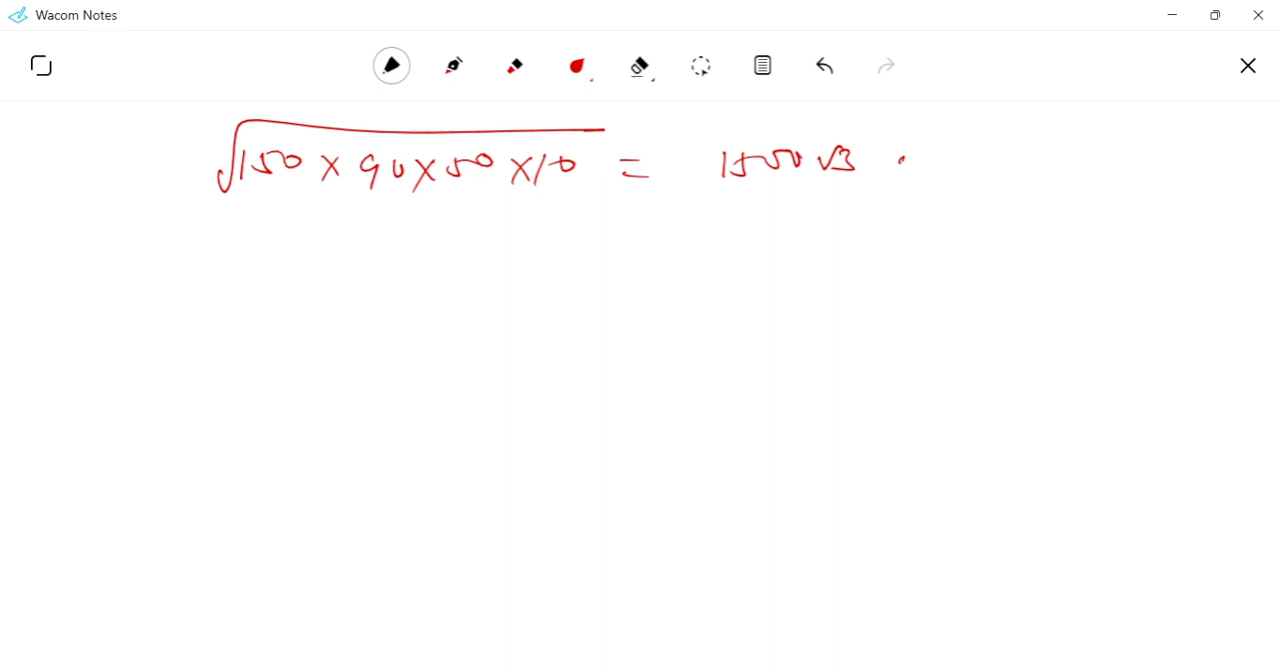 Wacom Notes
√150 × 90 × 50 × 10 = 1500 √3 .